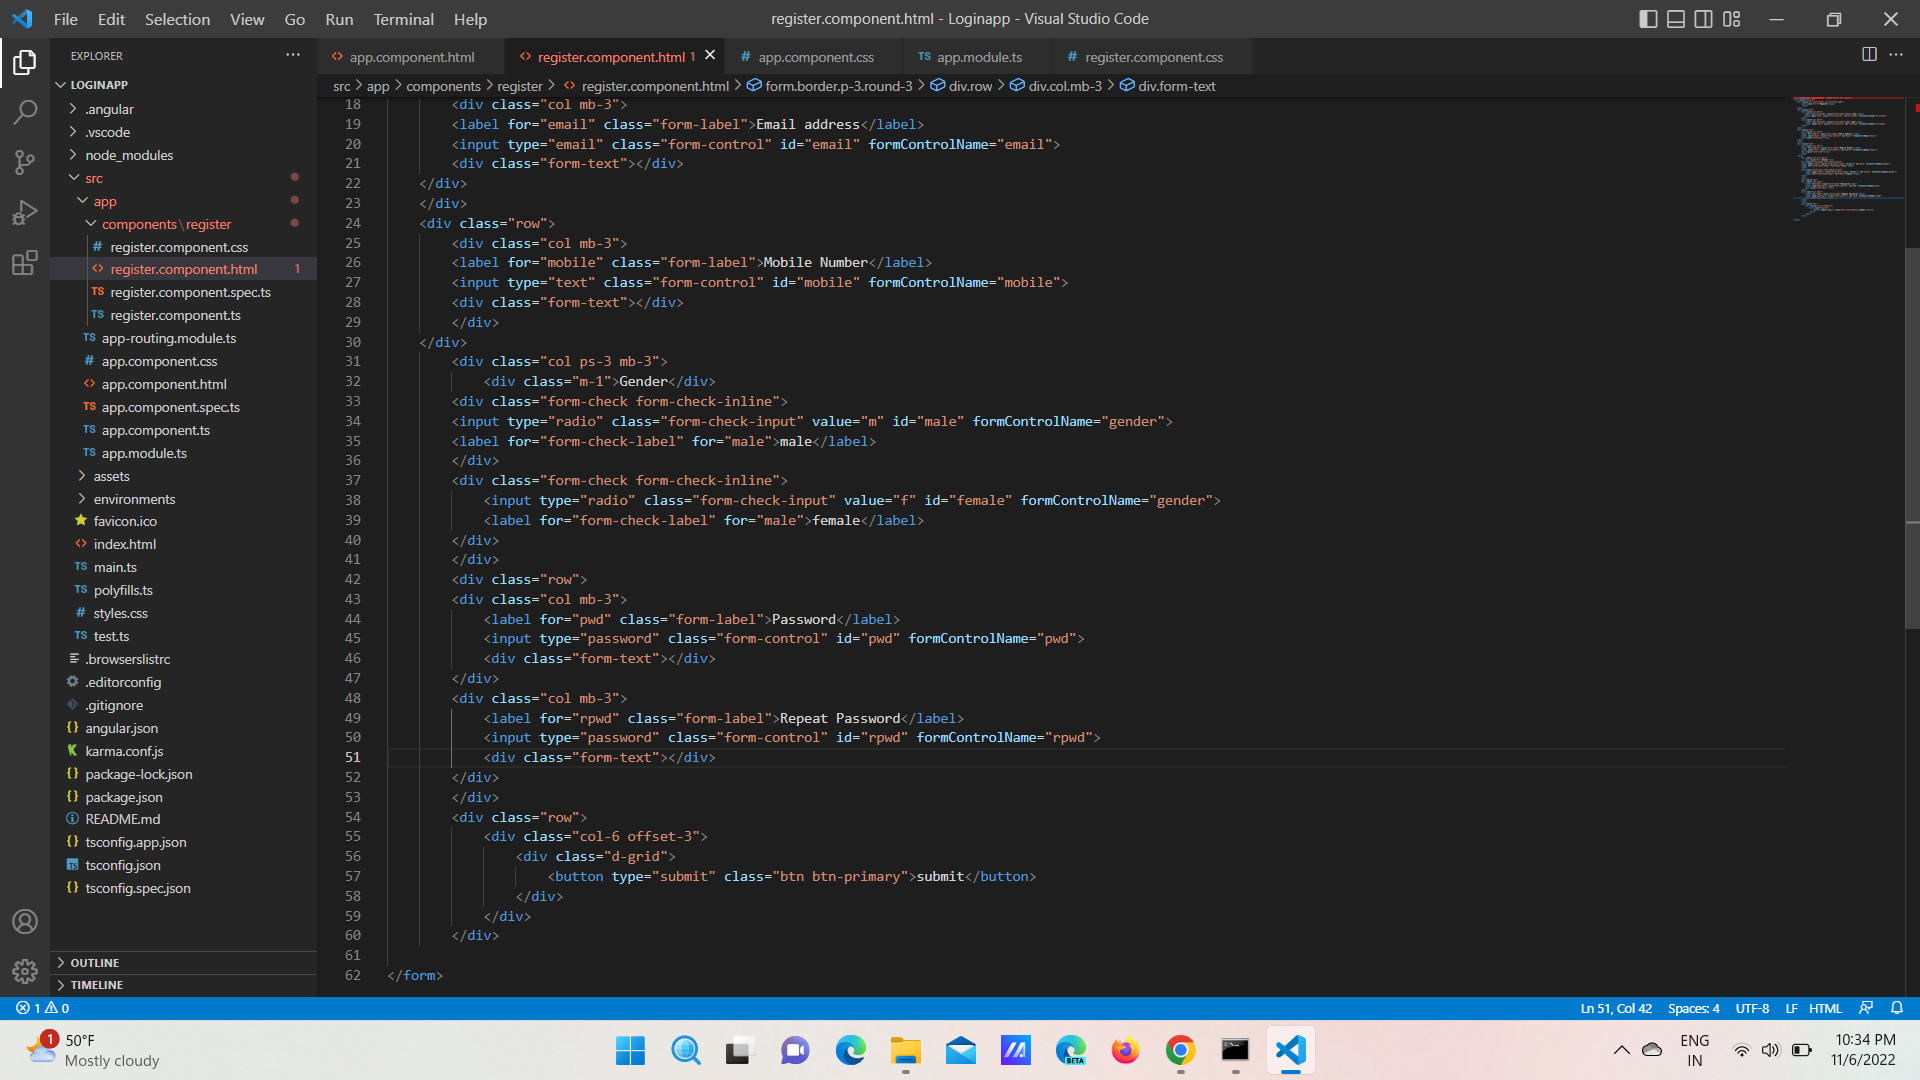 File Edit Selection View Go Run Terminal Help
register.component.html - Loginapp - Visual Studio Code
EXPLORER
LOGINAPP
.angular
.vscode
node_modules
src
app
components\register
# register.component.css
<> register.component.html 1
TS register.component.spec.ts
TS register.component.ts
TS app-routing.module.ts
# app.component.css
<> app.component.html
TS app.component.spec.ts
TS app.component.ts
TS app.module.ts
assets
environments
favicon.ico
<> index.html
TS main.ts
TS polyfills.ts
# styles.css
TS test.ts
.browserslistrc
.editorconfig
.gitignore
{} angular.json
karma.conf.js
{} package-lock.json
{} package.json
README.md
{} tsconfig.app.json
TS tsconfig.json
{} tsconfig.spec.json
OUTLINE
TIMELINE
<> app.component.html <> register.component.html 1 # app.component.css TS app.module.ts # register.component.css
src > app > components > register > <> register.component.html > form.border.p-3.round-3 > div.row > div.col.mb-3 > div.form-text
18 <div class="col mb-3">
19 <label for="email" class="form-label">Email address</label>
20 <input type="email" class="form-control" id="email" formControlName="email">
21 <div class="form-text"></div>
22 </div>
23 </div>
24 <div class="row">
25 <div class="col mb-3">
26 <label for="mobile" class="form-label">Mobile Number</label>
27 <input type="text" class="form-control" id="mobile" formControlName="mobile">
28 <div class="form-text"></div>
29 </div>
30 </div>
31 <div class="col ps-3 mb-3">
32 <div class="m-1">Gender</div>
33 <div class="form-check form-check-inline">
34 <input type="radio" class="form-check-input" value="m" id="male" formControlName="gender">
35 <label for="form-check-label" for="male">male</label>
36 </div>
37 <div class="form-check form-check-inline">
38 <input type="radio" class="form-check-input" value="f" id="female" formControlName="gender">
39 <label for="form-check-label" for="male">female</label>
40 </div>
41 </div>
42 <div class="row">
43 <div class="col mb-3">
44 <label for="pwd" class="form-label">Password</label>
45 <input type="password" class="form-control" id="pwd" formControlName="pwd">
46 <div class="form-text"></div>
47 </div>
48 <div class="col mb-3">
49 <label for="rpwd" class="form-label">Repeat Password</label>
50 <input type="password" class="form-control" id="rpwd" formControlName="rpwd">
51 <div class="form-text"></div>
52 </div>
53 </div>
54 <div class="row">
55 <div class="col-6 offset-3">
56 <div class="d-grid">
57 <button type="submit" class="btn btn-primary">submit</button>
58 </div>
59 </div>
60 </div>
61
62 </form>
1 0
Ln 51, Col 42 Spaces: 4 UTF-8 LF HTML
1
50°F
Mostly cloudy
BETA
ENG
IN
10:34 PM
11/6/2022